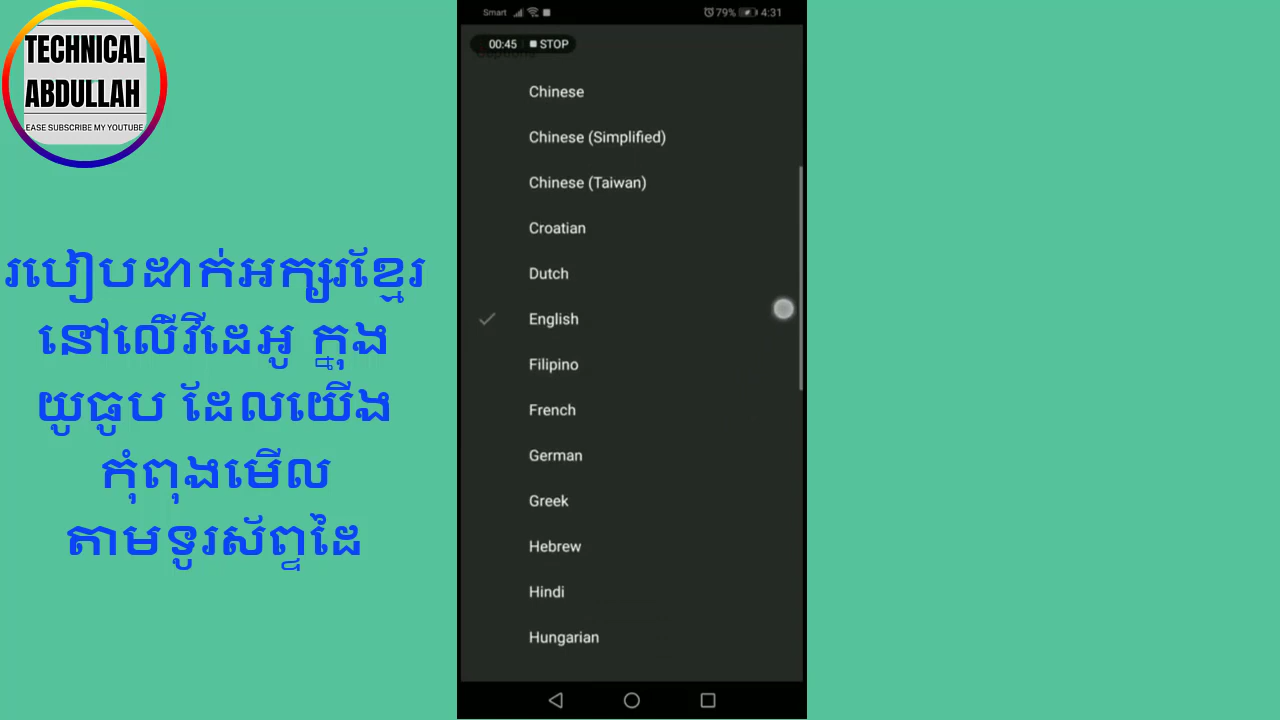 TECHNICAL
ABDULLAH
EASE SUBSCRIBE MY YOUTUBE
របៀបដាក់អក្សរខ្មែរ
នៅលើវីដេអូ ក្នុង
យូធូប ដែលយើង
កុំពុងមើល
តាមទូរស័ព្ទដៃ
Smart 79% 4:31
00:45 STOP
Chinese
Chinese (Simplified)
Chinese (Taiwan)
Croatian
Dutch
English
Filipino
French
German
Greek
Hebrew
Hindi
Hungarian